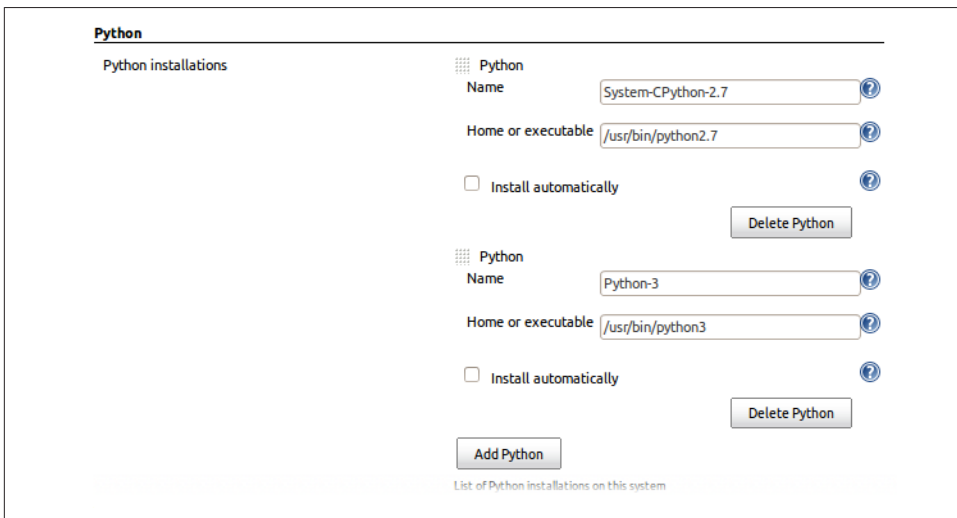 Python
Python installations
Python
Name
System-CPython-2.7
Home or executable
/usr/bin/python2.7
Install automatically
Delete Python
Python
Name
Python-3
Home or executable
/usr/bin/python3
Install automatically
Delete Python
Add Python
List of Python installations on this system